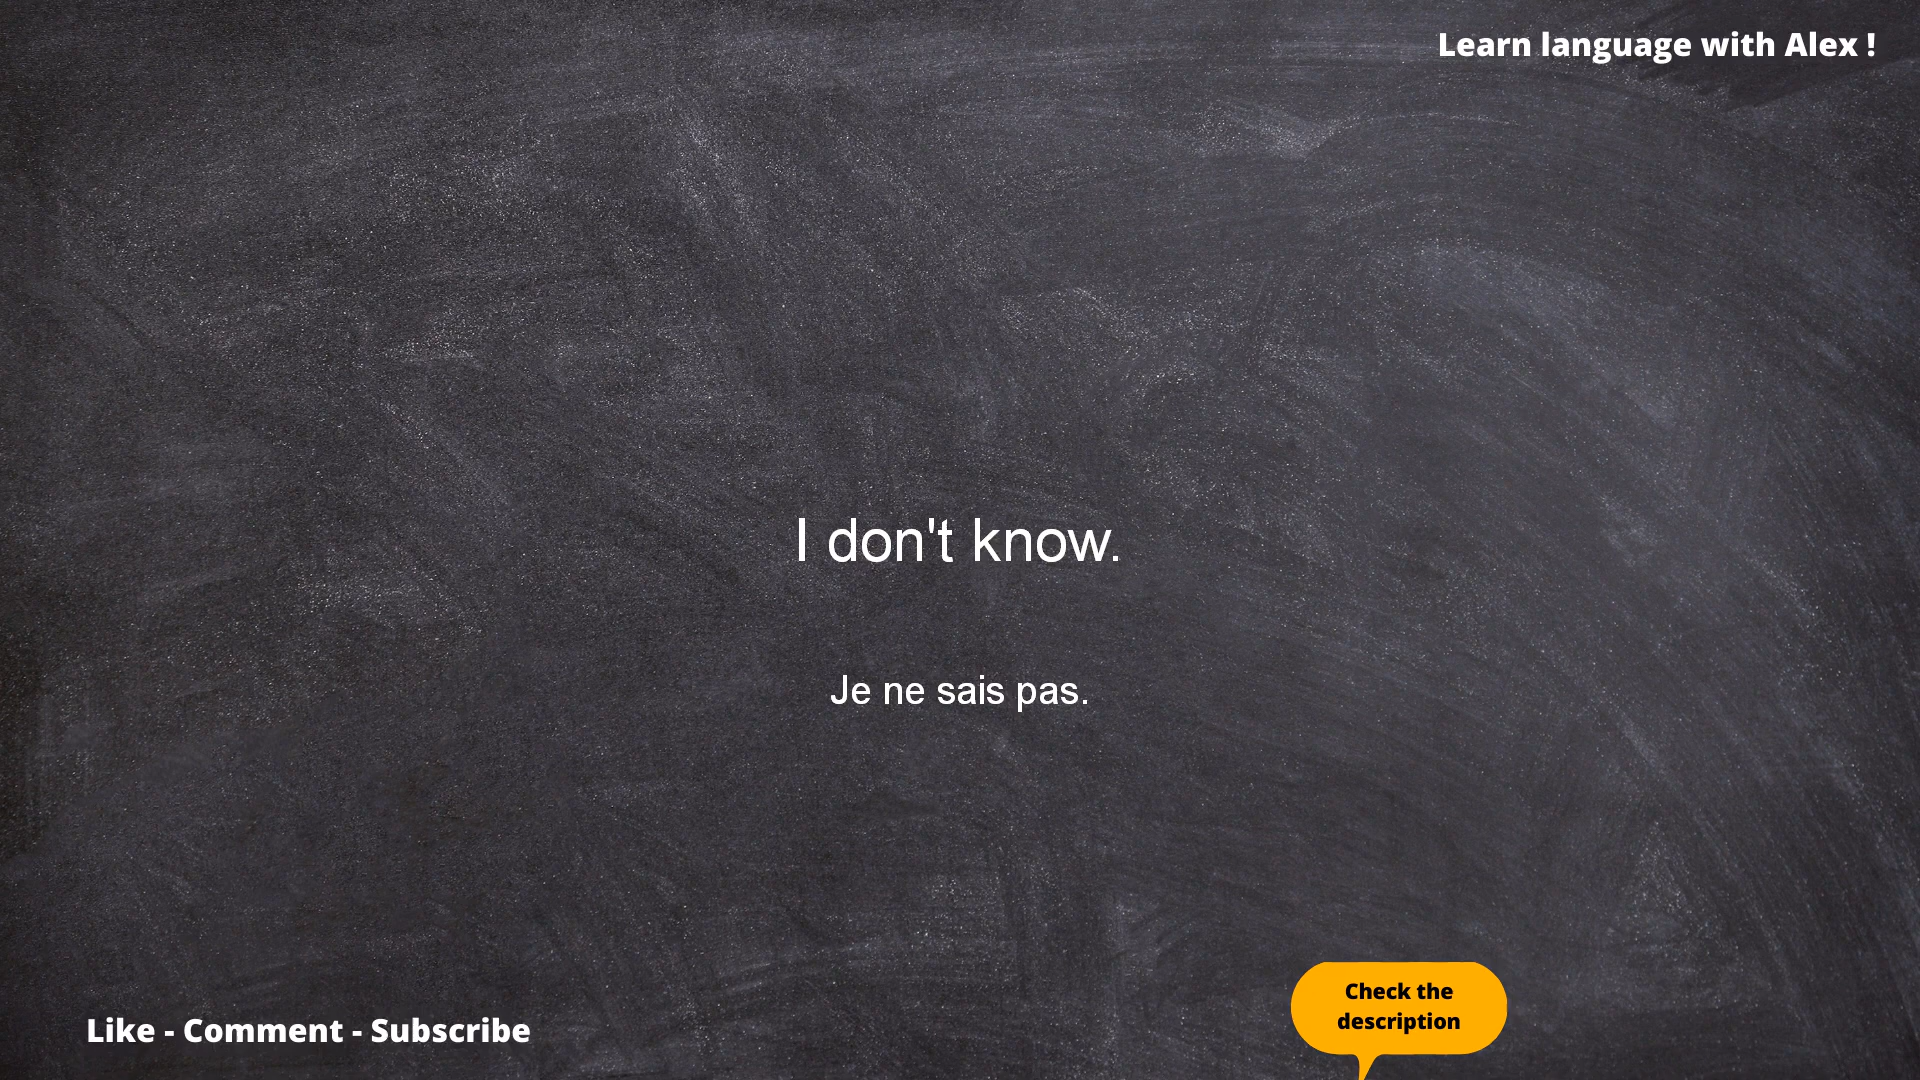 Learn language with Alex !
I don't know.
Je ne sais pas.
Check the
description
Like - Comment - Subscribe